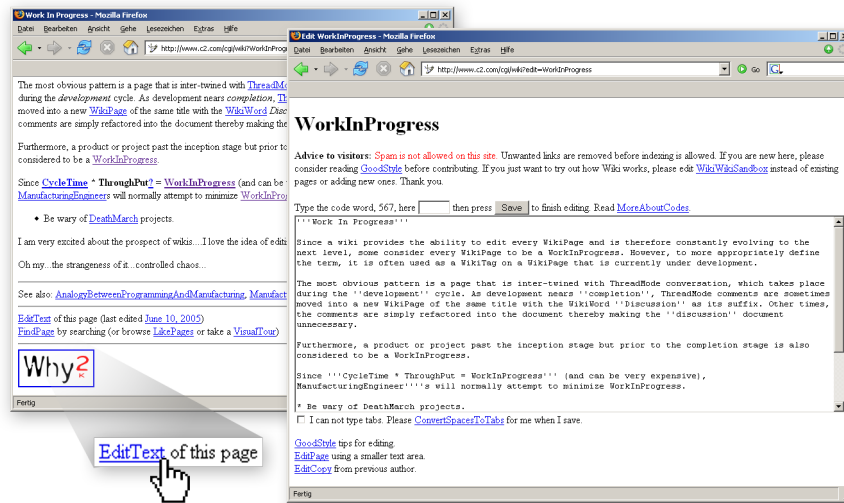 Work In Progress - Mozilla Firefox
Datei Bearbeiten Ansicht Gehe Lesezeichen Extras Hilfe
http://www.c2.com/cgi/wiki?WorkInProg
The most obvious pattern is a page that is inter-twined with ThreadMo
during the development cycle. As development nears completion, Th
moved into a new WikiPage of the same title with the WikiWord Disc
comments are simply refactored into the document thereby making the
Furthermore, a product or project past the inception stage but prior to
considered to be a WorkInProgress.
Since CycleTime * ThroughPut? = WorkInProgress (and can be
ManufacturingEngineers will normally attempt to minimize WorkInProg
Be wary of DeathMarch projects.
I am very excited about the prospect of wikis....I love the idea of editi
Oh my...the strangeness of it...controlled chaos...
See also: AnalogyBetweenProgrammingAndManufacturing, Manufact
EditText of this page (last edited June 10, 2005)
FindPage by searching (or browse LikePages or take a VisualTour)
Why?
K
Fertig
EditText of this page
Edit WorkInProgress - Mozilla Firefox
Datei Bearbeiten Ansicht Gehe Lesezeichen Extras Hilfe
http://www.c2.com/cgi/wiki?edit=WorkInProgress
Go
G
WorkInProgress
Advice to visitors: Spam is not allowed on this site. Unwanted links are removed before indexing is allowed. If you are new here, please
consider reading GoodStyle before contributing. If you just want to try out how Wiki works, please edit WikiWikiSandbox instead of existing
pages or adding new ones. Thank you.
Type the code word, 567, here then press Save to finish editing. Read MoreAboutCodes.
'''Work In Progress'''
Since a wiki provides the ability to edit every WikiPage and is therefore constantly evolving to the
next level, some consider every WikiPage to be a WorkInProgress. However, to more appropriately define
the term, it is often used as a WikiTag on a WikiPage that is currently under development.
The most obvious pattern is a page that is inter-twined with ThreadMode conversation, which takes place
during the ''development'' cycle. As development nears ''completion'', ThreadMode comments are sometimes
moved into a new WikiPage of the same title with the WikiWord ''Discussion'' as its suffix. Other times,
the comments are simply refactored into the document thereby making the ''discussion'' document
unnecessary.
Furthermore, a product or project past the inception stage but prior to the completion stage is also
considered to be a WorkInProgress.
Since '''CycleTime * ThroughPut = WorkInProgress''' (and can be very expensive),
ManufacturingEngineer''''s will normally attempt to minimize WorkInProgress.
* Be wary of DeathMarch projects.
I can not type tabs. Please ConvertSpacesToTabs for me when I save.
GoodStyle tips for editing.
EditPage using a smaller text area.
EditCopy from previous author.
Fertig